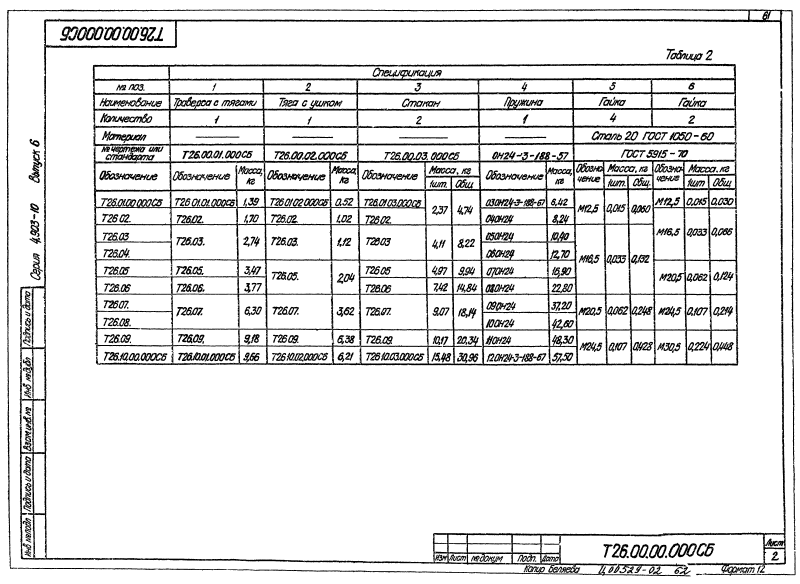 61
Т26.00.00.000СБ
Таблица 2
Серия 4.903-10 Выпуск 6
Спецификация
№ поз. 1 2 3 4 5 6
Наименование Траверса с тягами Тяга с ушком Стакан Пружина Гайка Гайка
Количество 1 1 2 1 4 2
Материал Сталь 20 ГОСТ 1050-60
№ чертежа или стандарта Т26.00.01.000СБ Т26.00.02.000СБ Т26.00.03.000СБ ОН24-3-188-57 ГОСТ 5915-70
Обозначение Обозначение Масса, кг Обозначение Масса, кг Обозначение Масса, кг Обозначение Масса, кг Обозначение Масса, кг Обозначение Масса, кг
1шт. Общ. 1шт. Общ. 1шт. Общ.
Т26.01.00.000СБ Т26.01.01.000СБ 1,39 Т26.01.02.000СБ 0,52 Т26.01.03.000СБ 2,37 4,74 030Н24-3-188-67 6,42 М12,5 0,015 0,060 М12,5 0,015 0,030
Т26.02. Т26.02. 1,70 Т26.02. 1,02 Т26.02. 040Н24 8,24
Т26.03 Т26.03. 2,74 Т26.03. 1,12 Т26.03 4,11 8,22 050Н24 10,40 М16,5 0,033 0,132 М16,5 0,033 0,066
Т26.04. 060Н24 12,70
Т26.05 Т26.05. 3,47 Т26.05. 2,04 Т26.05 4,97 9,94 070Н24 16,90 М20,5 0,062 0,124
Т26.06 Т26.06. 3,77 Т26.06 7,42 14,84 080Н24 22,80
Т26.07. Т26.07. 6,30 Т26.07. 3,62 Т26.07. 9,07 18,14 090Н24 37,20 М20,5 0,062 0,248 М24,5 0,107 0,214
Т26.08. 100Н24 42,60
Т26.09. Т26.09. 9,18 Т26.09. 6,38 Т26.09. 10,17 20,34 110Н24 48,30 М24,5 0,107 0,428 М30,5 0,224 0,448
Т26.10.00.000СБ Т26.10.01.000СБ 9,66 Т26.10.02.000СБ 6,21 Т26.10.03.000СБ 15,48 30,96 120Н24-3-188-67 57,50
Подпись и дата
Инв № дубл
Взам инв №
Подпись и дата
Инв № подл
Изм Лист № докум Подп. Дата
Т26.00.00.000СБ
Лист
2
Копир Беляева Ц00529-02 62 Формат 12